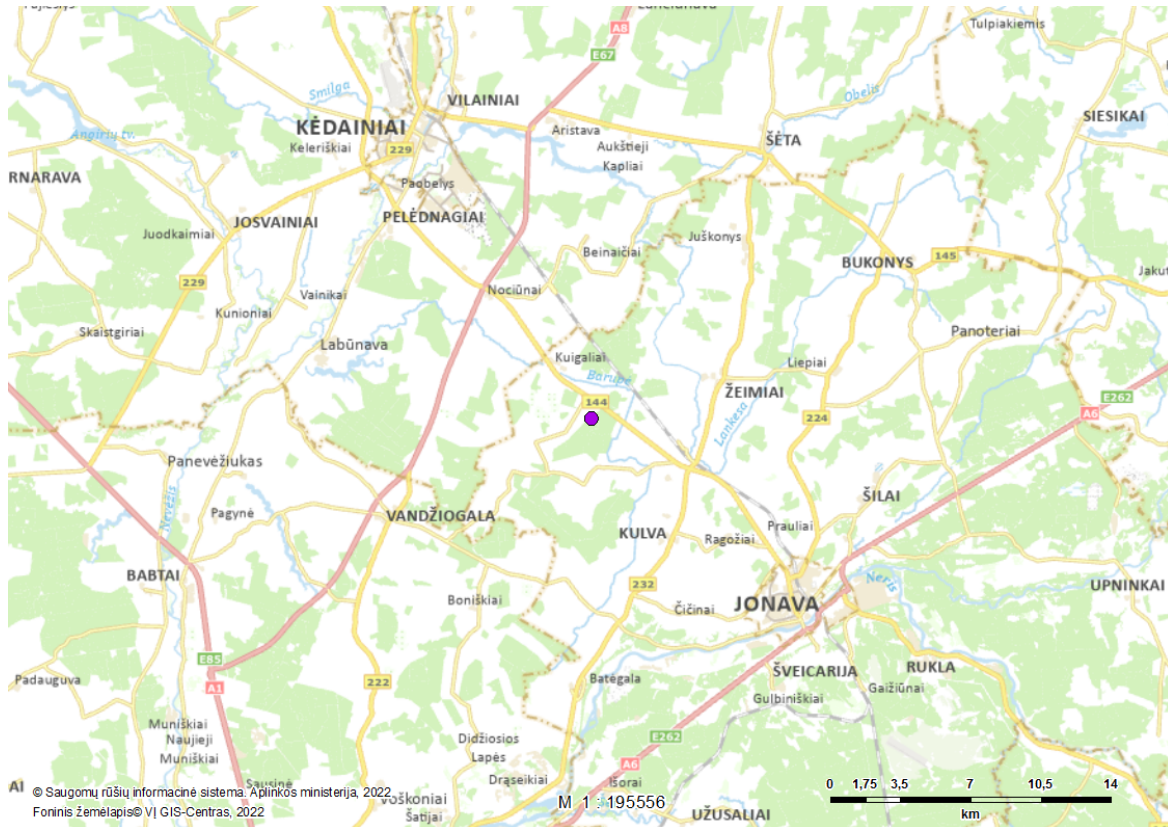 A8
Tulpiakiemis
E67
Smilga
VILAINIAI
Obelis
SIESIKAI
Angirių tv.
KĖDAINIAI
Aristava
ŠĖTA
Keleriškiai
229
Aukštieji
Kapliai
RNARAVA
Paobelys
JOSVAINIAI
PELĖDNAGIAI
Juodkaimiai
Juškonys
Beinaičiai
BUKONYS
145
Jakut
229
Nociūnai
Vainikai
Kunioniai
Skaistgiriai
Labūnava
Panoteriai
Kuigaliai
Liepiai
Barupė
ŽEIMIAI
E262
144
A6
224
Lankesa
Panevėžiukas
ŠILAI
Nevėžis
Pagynė
VANDŽIOGALA
Prauliai
KULVA
Ragožiai
BABTAI
Neris
232
UPNINKAI
Boniškiai
Čičinai
JONAVA
E85
ŠVEICARIJA
RUKLA
Padauguva
A1
222
Batėgala
Gaižiūnai
Gulbiniškiai
Muniškiai
Naujieji
Muniškiai
Didžiosios
Lapės
E262
A6
Drąseikiai
Išorai
Sausinė
AI
© Saugomų rūšių informacinė sistema. Aplinkos ministerija, 2022
Voškoniai
Šatijai
M 1 : 195556
0 1,75 3,5 7 10,5 14
km
Foninis žemėlapis© VĮ GIS-Centras, 2022
UŽUSALIAI